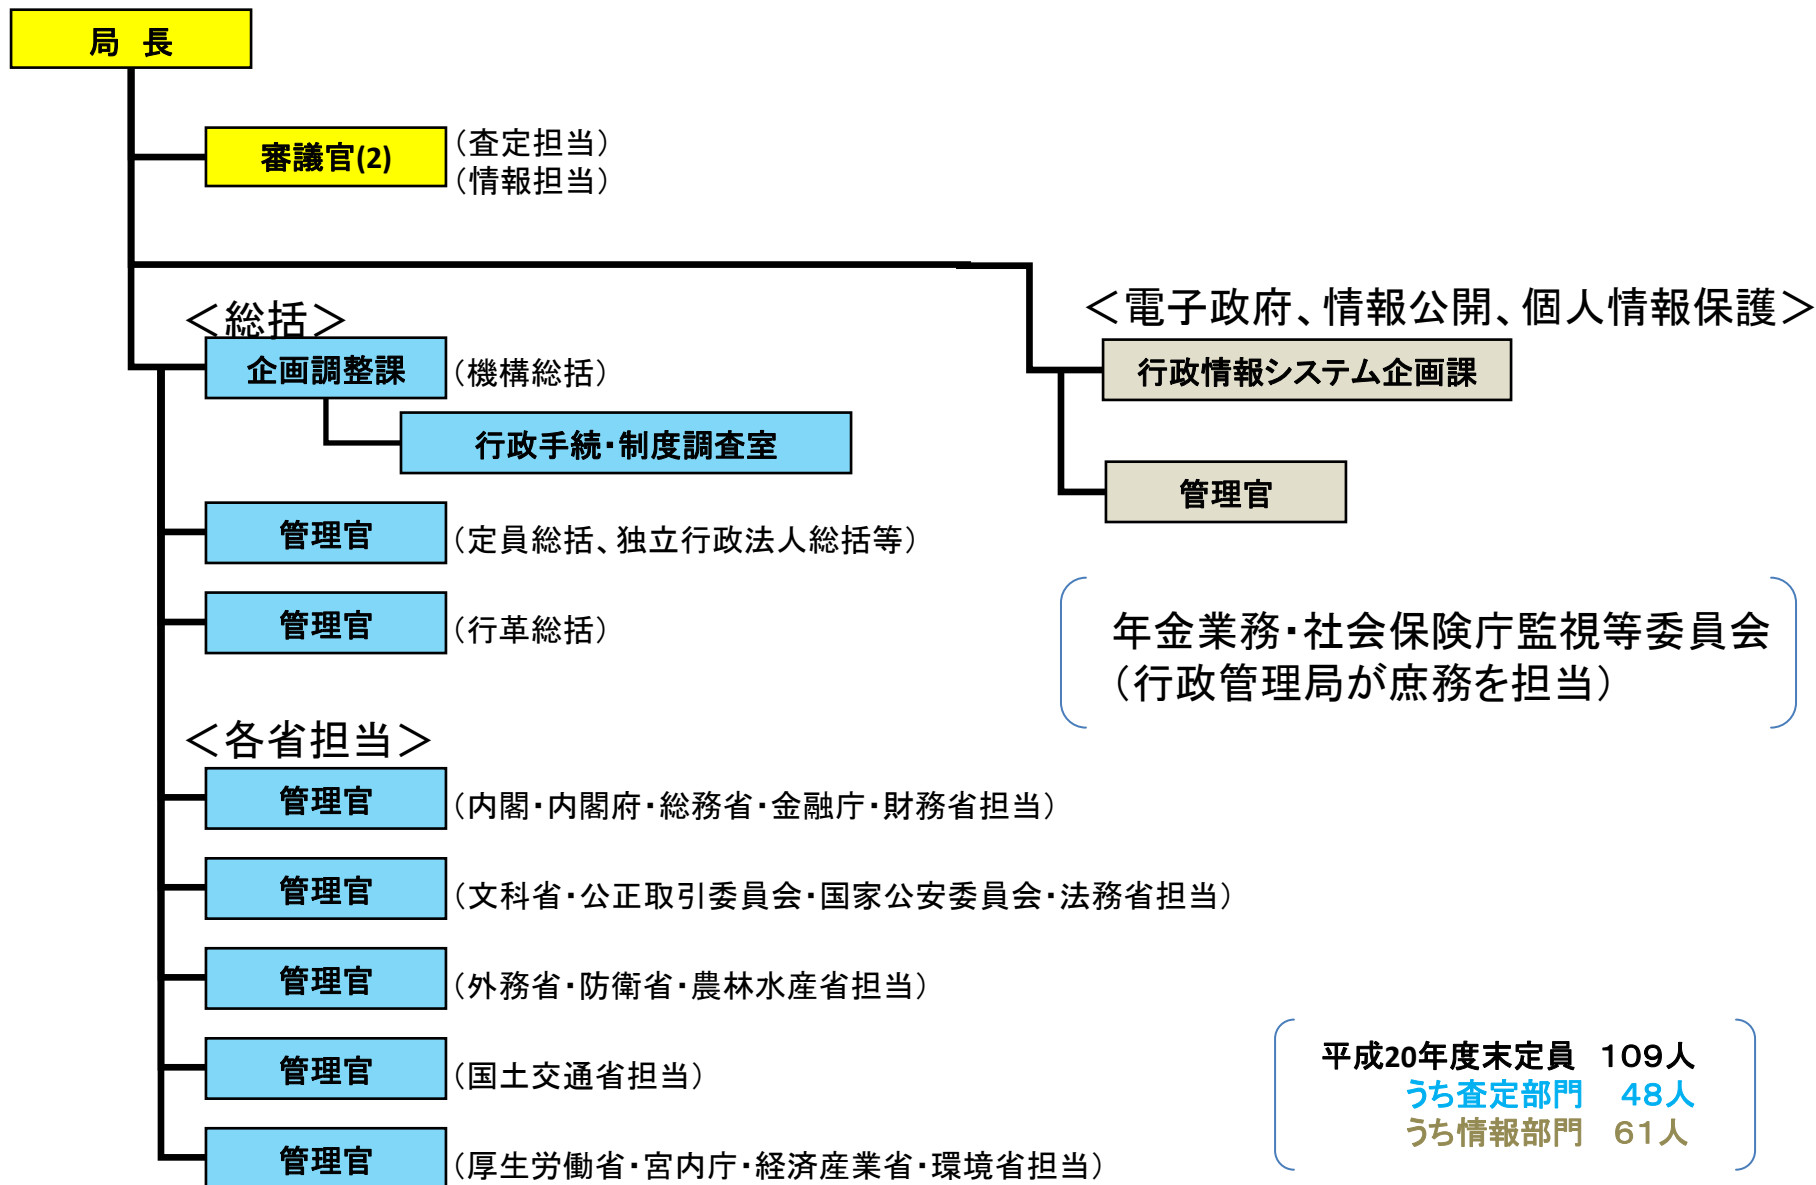 局　長
審議官(2)
（査定担当）
（情報担当）
＜総括＞
企画調整課
（機構総括）
行政手続・制度調査室
管理官
（定員総括、独立行政法人総括等）
管理官
（行革総括）
＜各省担当＞
管理官
（内閣・内閣府・総務省・金融庁・財務省担当）
管理官
（文科省・公正取引委員会・国家公安委員会・法務省担当）
管理官
（外務省・防衛省・農林水産省担当）
管理官
（国土交通省担当）
管理官
（厚生労働省・宮内庁・経済産業省・環境省担当）
＜電子政府、情報公開、個人情報保護＞
行政情報システム企画課
管理官
年金業務・社会保険庁監視等委員会
（行政管理局が庶務を担当）
平成20年度末定員　１０９人
うち査定部門　４８人
うち情報部門　６１人